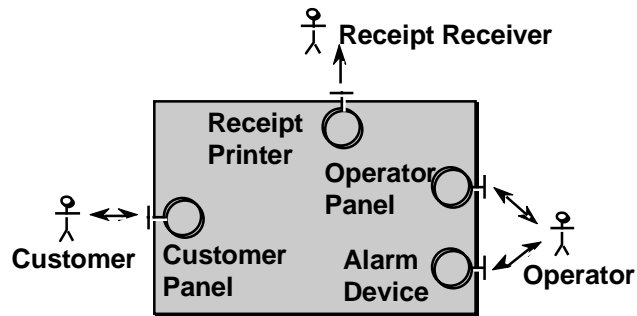 Receipt Receiver
Receipt
Printer
Operator
Panel
Customer
Customer
Panel
Alarm
Device
Operator